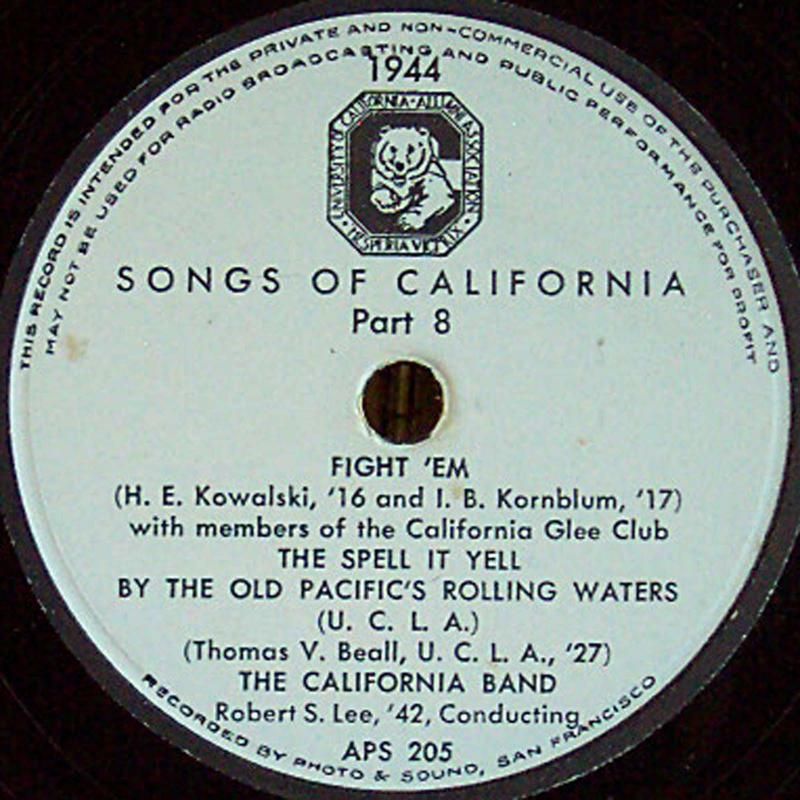 THIS RECORD IS INTENDED FOR THE PRIVATE AND NON-COMMERCIAL USE OF THE PURCHASER AND
MAY NOT BE USED FOR RADIO BROADCASTING AND PUBLIC PERFORMANCE FOR PROFIT
1944
UNIVERSITY OF CALIFORNIA · ALUMNI ASSOCIATION ·
SONGS OF CALIFORNIA
Part 8
FIGHT 'EM
(H. E. Kowalski, '16 and I. B. Kornblum, '17)
with members of the California Glee Club
THE SPELL IT YELL
BY THE OLD PACIFIC'S ROLLING WATERS
(U. C. L. A.)
(Thomas V. Beall, U. C. L. A., '27)
THE CALIFORNIA BAND
Robert S. Lee, '42, Conducting
APS 205
RECORDED BY PHOTO & SOUND, SAN FRANCISCO